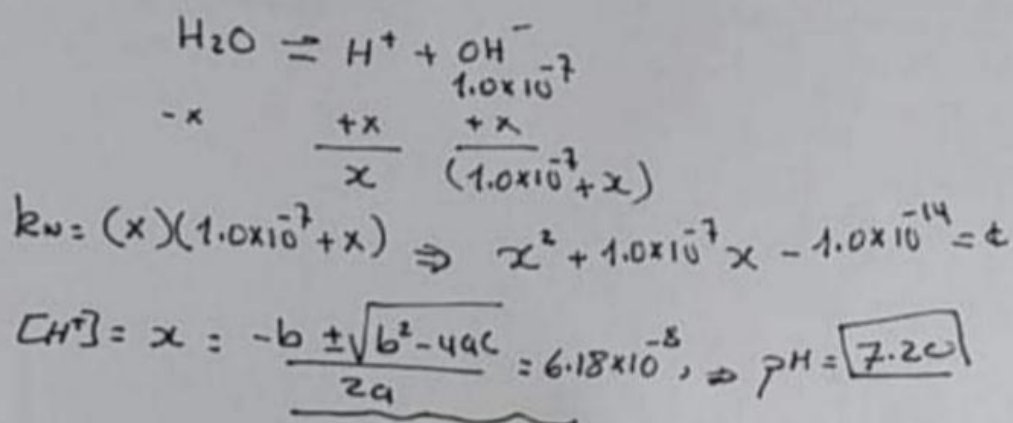 H₂O ⇌ H⁺ + OH⁻
1.0×10⁻⁷
-x +x +x
x (1.0×10⁻⁷+x)
kw = (x)(1.0×10⁻⁷+x) ⇒ x² + 1.0×10⁻⁷x - 1.0×10⁻¹⁴ =
[H⁺] = x = -b ±√b²-4ac / 2a = 6.18×10⁻⁸, ⇒ pH = 7.20